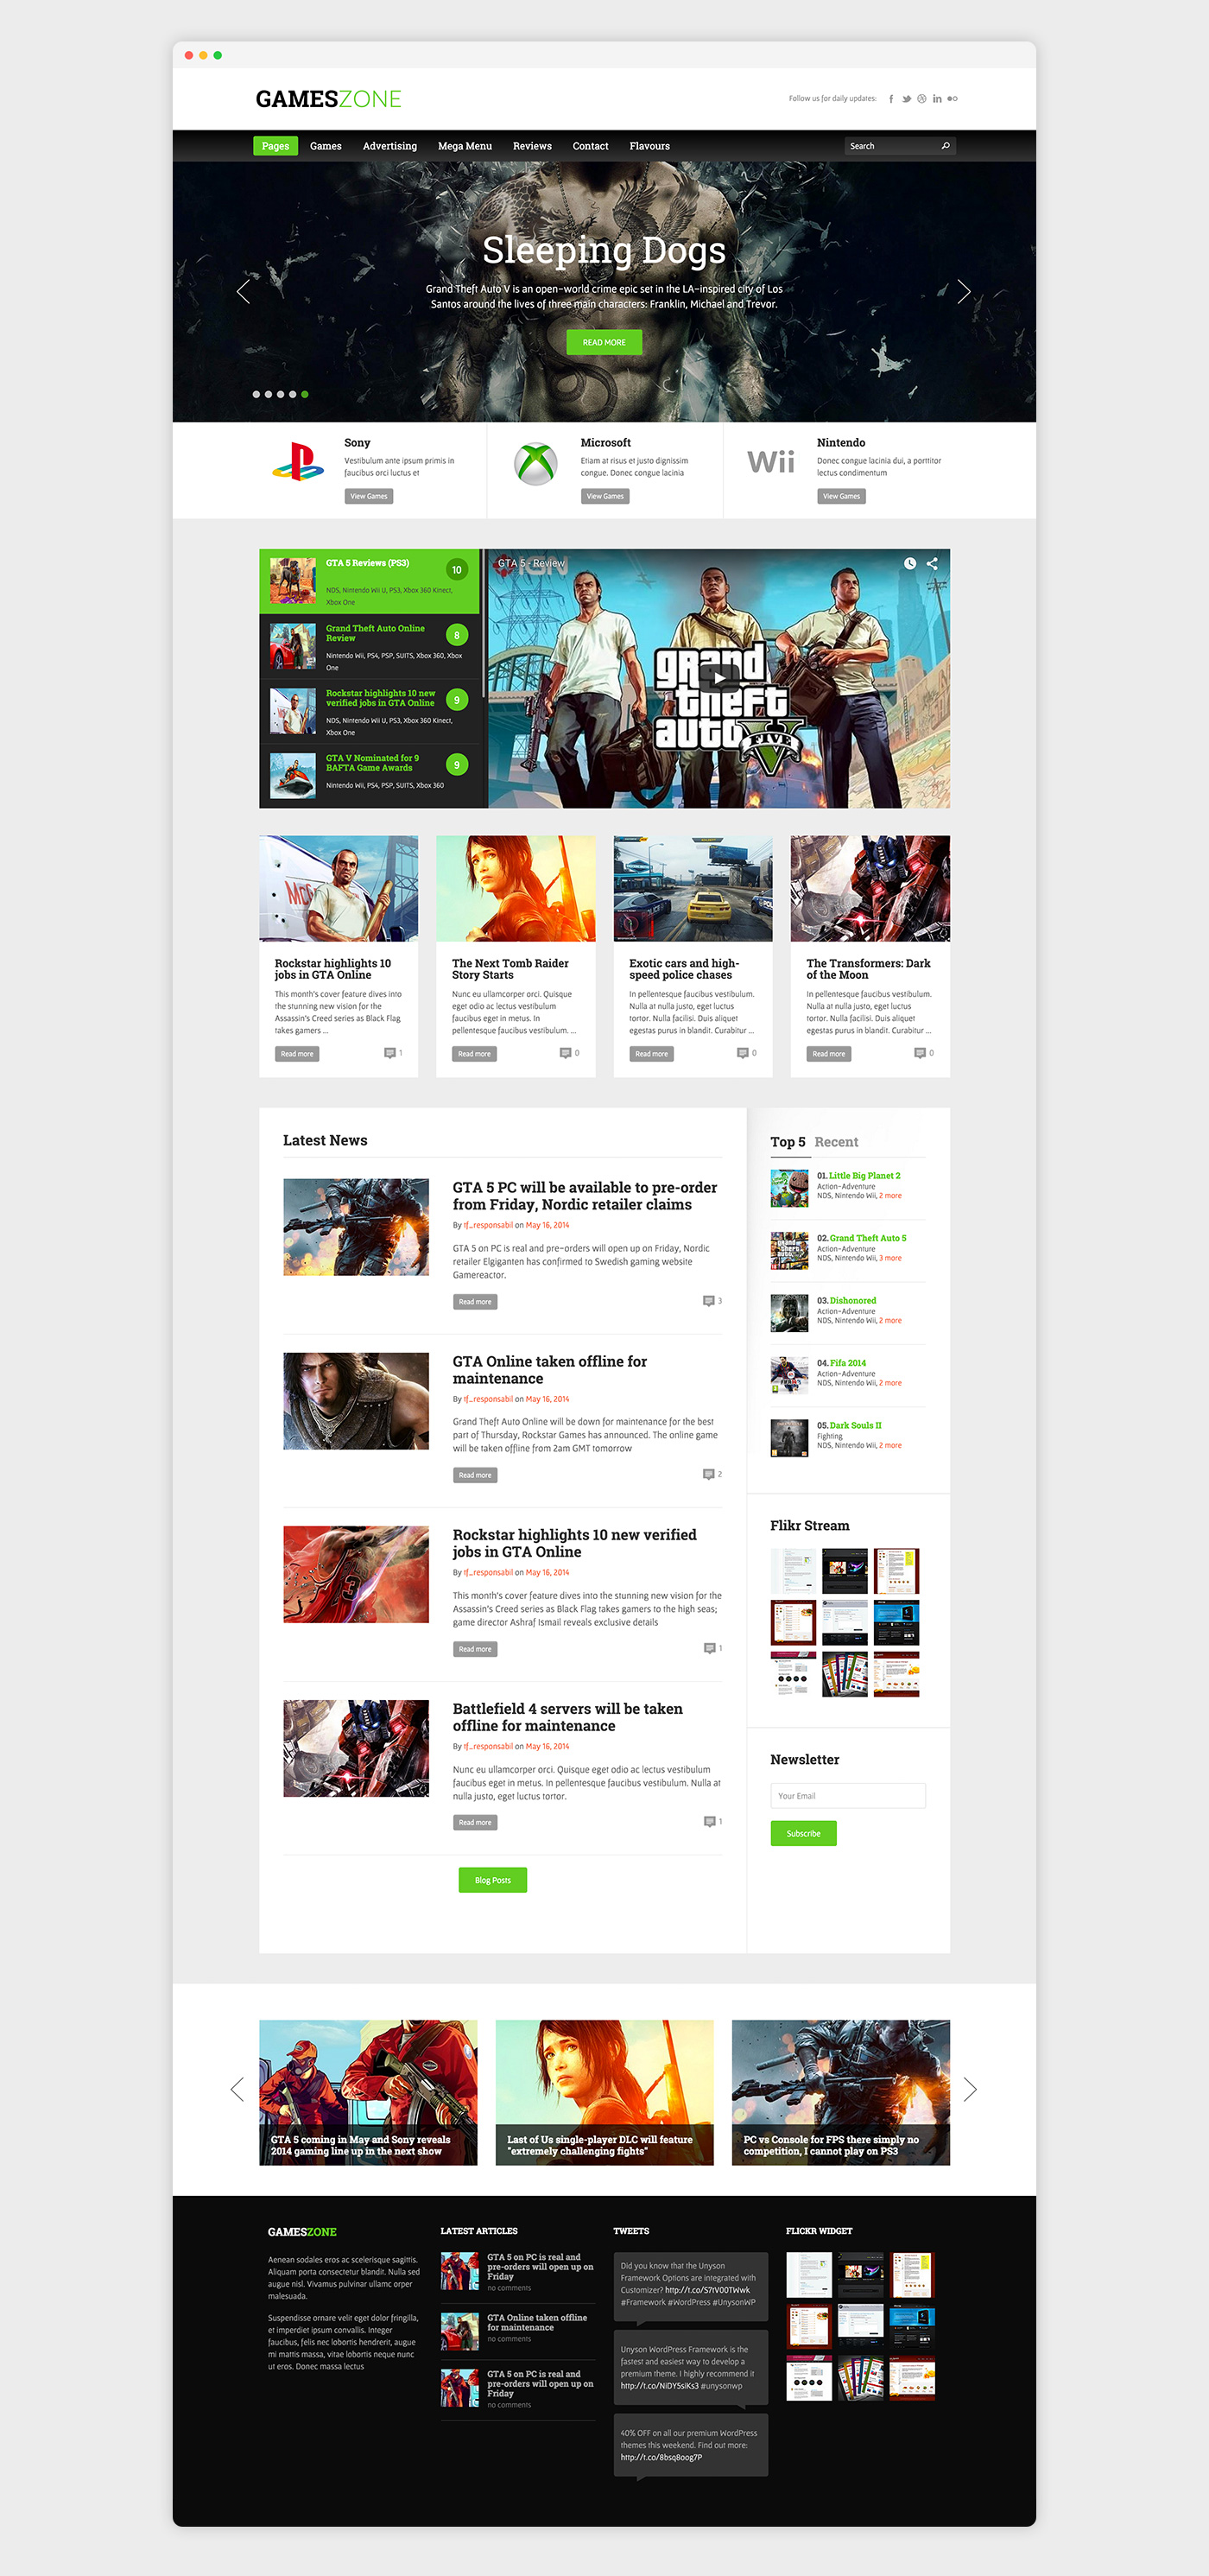 GAMESZONE
Follow us for daily updates:
Pages
Games
Advertising
Mega Menu
Reviews
Contact
Flavours
Search
Sleeping Dogs
Grand Theft Auto V is an open-world crime epic set in the LA-inspired city of Los
Santos around the lives of three main characters: Franklin, Michael and Trevor.
READ MORE
Sony
Vestibulum ante ipsum primis in
faucibus orci luctus et
View Games
Microsoft
Etiam at risus et justo dignissim
congue. Donec congue lacinia
View Games
Wii
Nintendo
Donec congue lacinia dui, a porttitor
lectus condimentum
View Games
GTA 5 Reviews (PS3)
10
NDS, Nintendo Wii U, PS3, Xbox 360 Kinect,
Xbox One
Grand Theft Auto Online
Review
8
Nintendo Wii, PS4, PSP, SUITS, Xbox 360, Xbox
One
Rockstar highlights 10 new
verified jobs in GTA Online
9
NDS, Nintendo Wii U, PS3, Xbox 360 Kinect,
Xbox One
GTA V Nominated for 9
BAFTA Game Awards
9
Nintendo Wii, PS4, PSP, SUITS, Xbox 360
IGN
GTA 5 - Review
grand
theft
auto
FIVE
Rockstar highlights 10
jobs in GTA Online
This month's cover feature dives into
the stunning new vision for the
Assassin's Creed series as Black Flag
takes gamers ...
Read more
1
The Next Tomb Raider
Story Starts
Nunc eu ullamcorper orci. Quisque
eget odio ac lectus vestibulum
faucibus eget in metus. In
pellentesque faucibus vestibulum. ...
Read more
0
Exotic cars and high-
speed police chases
In pellentesque faucibus vestibulum.
Nulla at nulla justo, eget luctus
tortor. Nulla facilisi. Duis aliquet
egestas purus in blandit. Curabitur ...
Read more
0
The Transformers: Dark
of the Moon
In pellentesque faucibus vestibulum.
Nulla at nulla justo, eget luctus
tortor. Nulla facilisi. Duis aliquet
egestas purus in blandit. Curabitur ...
Read more
0
Latest News
GTA 5 PC will be available to pre-order
from Friday, Nordic retailer claims
By tf_responsabil on May 16, 2014
GTA 5 on PC is real and pre-orders will open up on Friday, Nordic
retailer Elgiganten has confirmed to Swedish gaming website
Gamereactor.
Read more
3
GTA Online taken offline for
maintenance
By tf_responsabil on May 16, 2014
Grand Theft Auto Online will be down for maintenance for the best
part of Thursday, Rockstar Games has announced. The online game
will be taken offline from 2am GMT tomorrow
Read more
2
3
Rockstar highlights 10 new verified
jobs in GTA Online
By tf_responsabil on May 16, 2014
This month's cover feature dives into the stunning new vision for the
Assassin's Creed series as Black Flag takes gamers to the high seas;
game director Ashraf Ismail reveals exclusive details
Read more
1
Battlefield 4 servers will be taken
offline for maintenance
By tf_responsabil on May 16, 2014
Nunc eu ullamcorper orci. Quisque eget odio ac lectus vestibulum
faucibus eget in metus. In pellentesque faucibus vestibulum. Nulla at
nulla justo, eget luctus tortor.
Read more
1
Blog Posts
Top 5
Recent
01. Little Big Planet 2
Action-Adventure
NDS, Nintendo Wii, 2 more
02. Grand Theft Auto 5
Action-Adventure
NDS, Nintendo Wii, 3 more
03. Dishonored
Action-Adventure
NDS, Nintendo Wii, 2 more
04. Fifa 2014
Action-Adventure
NDS, Nintendo Wii, 2 more
05. Dark Souls II
Fighting
NDS, Nintendo Wii, 2 more
Flikr Stream
Newsletter
Your Email
Subscribe
GTA 5 coming in May and Sony reveals
2014 gaming line up in the next show
Last of Us single-player DLC will feature
"extremely challenging fights"
PC vs Console for FPS there simply no
competition, I cannot play on PS3
GAMESZONE
Aenean sodales eros ac scelerisque sagittis.
Aliquam porta consectetur blandit. Nulla sed
augue nisl. Vivamus pulvinar ullamc orper
malesuada.
Suspendisse ornare velit eget dolor fringilla,
et imperdiet ipsum convallis. Integer
faucibus, felis nec lobortis hendrerit, augue
mi mattis massa, vitae lobortis neque nunc
ut eros. Donec massa lectus
LATEST ARTICLES
GTA 5 on PC is real and
pre-orders will open up on
Friday
no comments
GTA Online taken offline
for maintenance
no comments
GTA 5 on PC is real and
pre-orders will open up on
Friday
no comments
TWEETS
Did you know that the Unyson
Framework Options are integrated with
Customizer? http://t.co/S7rV0OTWwk
#Framework #WordPress #UnysonWP
Unyson WordPress Framework is the
fastest and easiest way to develop a
premium theme. I highly recommend it
http://t.co/NiDY5siKs3 #unysonwp
40% OFF on all our premium WordPress
themes this weekend. Find out more:
http://t.co/8bsq8oog7P
FLICKR WIDGET